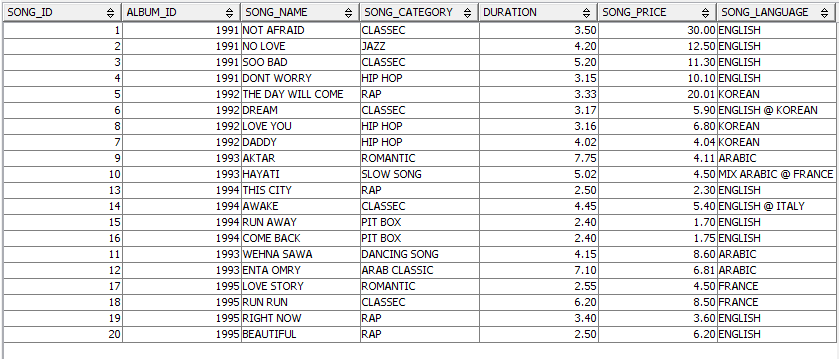 SONG_ID ALBUM_ID SONG_NAME SONG_CATEGORY DURATION SONG_PRICE SONG_LANGUAGE
1 1991 NOT AFRAID CLASSEC 3.50 30.00 ENGLISH
2 1991 NO LOVE JAZZ 4.20 12.50 ENGLISH
3 1991 SOO BAD CLASSEC 5.20 11.30 ENGLISH
4 1991 DONT WORRY HIP HOP 3.15 10.10 ENGLISH
5 1992 THE DAY WILL COME RAP 3.33 20.01 KOREAN
6 1992 DREAM CLASSEC 3.17 5.90 ENGLISH @ KOREAN
8 1992 LOVE YOU HIP HOP 3.16 6.80 KOREAN
7 1992 DADDY HIP HOP 4.02 4.04 KOREAN
9 1993 AKTAR ROMANTIC 7.75 4.11 ARABIC
10 1993 HAYATI SLOW SONG 5.02 4.50 MIX ARABIC @ FRANCE
13 1994 THIS CITY RAP 2.50 2.30 ENGLISH
14 1994 AWAKE CLASSEC 4.45 5.40 ENGLISH @ ITALY
15 1994 RUN AWAY PIT BOX 2.40 1.70 ENGLISH
16 1994 COME BACK PIT BOX 2.40 1.75 ENGLISH
11 1993 WEHNA SAWA DANCING SONG 4.15 8.60 ARABIC
12 1993 ENTA OMRY ARAB CLASSIC 7.10 6.81 ARABIC
17 1995 LOVE STORY ROMANTIC 2.55 4.50 FRANCE
18 1995 RUN RUN CLASSEC 6.20 8.50 FRANCE
19 1995 RIGHT NOW RAP 3.40 3.60 ENGLISH
20 1995 BEAUTIFUL RAP 2.50 6.20 ENGLISH